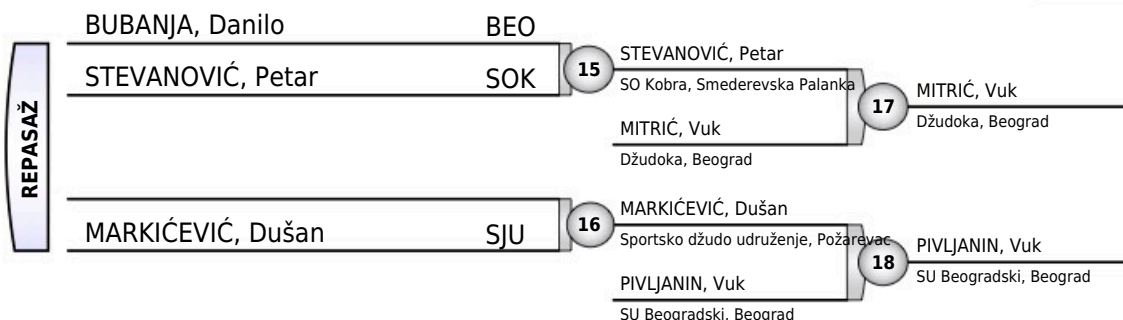 REPASAŽ
BUBANJA, Danilo BEO
STEVANOVIĆ, Petar SOK
15
STEVANOVIĆ, Petar
SO Kobra, Smederevska Palanka
MITRIĆ, Vuk
Džudoka, Beograd
17
MITRIĆ, Vuk
Džudoka, Beograd
MARKIĆEVIĆ, Dušan SJU
16
MARKIĆEVIĆ, Dušan
Sportsko džudo udruženje, Požarevac
PIVLJANIN, Vuk
SU Beogradski, Beograd
18
PIVLJANIN, Vuk
SU Beogradski, Beograd